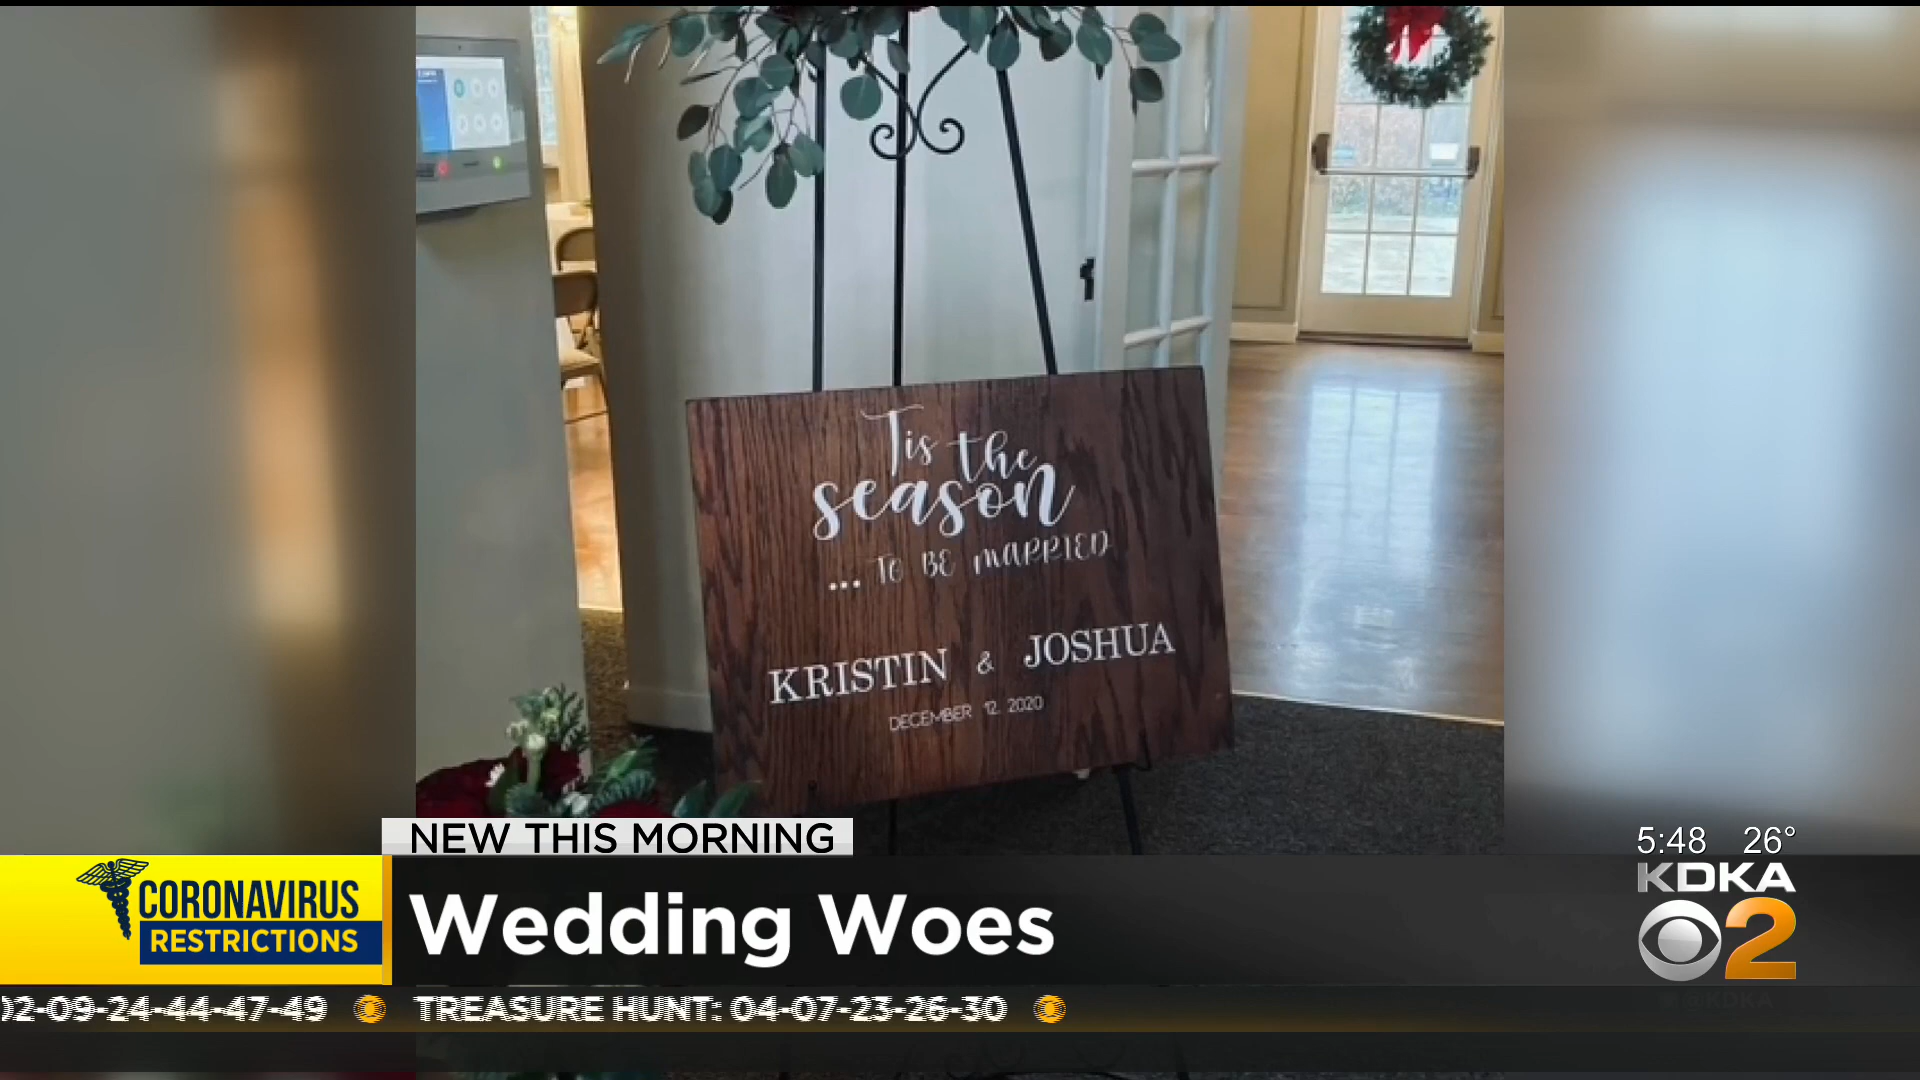 Tis the
season
... TO BE MARRIED
KRISTIN & JOSHUA
DECEMBER 12, 2020
NEW THIS MORNING
CORONAVIRUS
RESTRICTIONS
Wedding Woes
5:48 26°
KDKA
2
02-09-24-44-47-49 TREASURE HUNT: 04-07-23-26-30